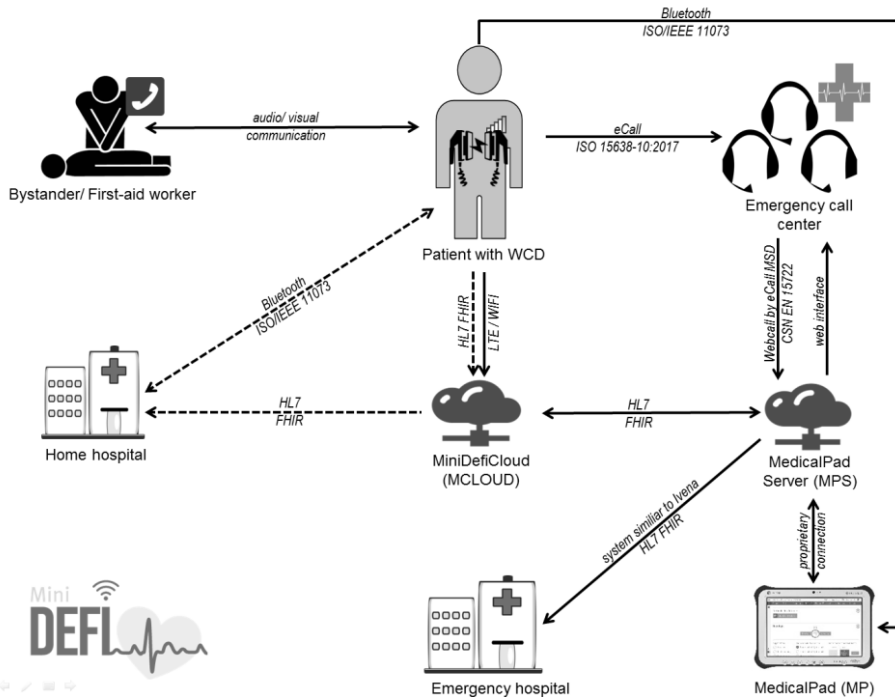 Bluetooth
ISO/IEEE 11073
audio/ visual
communication
eCall
ISO 15638-10:2017
Bystander/ First-aid worker
Emergency call
center
Patient with WCD
Bluetooth
ISO/IEEE 11073
HL7 FHIR
LTE / WIFI
Webcall by eCall MSD
CSN EN 15722
web interface
HL7
FHIR
HL7
FHIR
Home hospital
MiniDefiCloud
(MCLOUD)
MedicalPad
Server (MPS)
system similiar to Ivena
HL7 FHIR
proprietary
connection
Mini
DEFI
Emergency hospital
MedicalPad (MP)